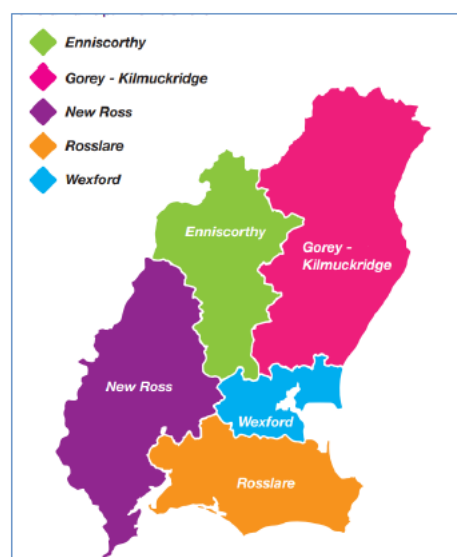 Enniscorthy
Gorey - Kilmuckridge
New Ross
Rosslare
Wexford
Enniscorthy
Gorey -
Kilmuckridge
New Ross
Wexford
Rosslare